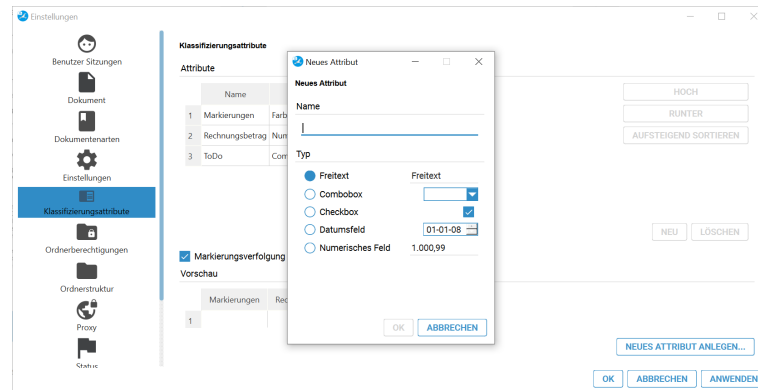 Einstellungen
Benutzer Sitzungen
Dokument
Dokumentenarten
Einstellungen
Klassifizierungsattribute
Ordnerberechtigungen
Ordnerstruktur
Proxy
Status
Klassifizierungsattribute
Attribute
Name
1 Markierungen Farb
2 Rechnungsbetrag Num
3 ToDo Com
HOCH
RUNTER
AUFSTEIGEND SORTIEREN
NEU LÖSCHEN
Markierungsverfolgung
Vorschau
Markierungen Rec
1
Neues Attribut
Neues Attribut
Name
Typ
Freitext Freitext
Combobox
Checkbox
Datumsfeld 01-01-08
Numerisches Feld 1.000,99
OK ABBRECHEN
NEUES ATTRIBUT ANLEGEN...
OK ABBRECHEN ANWENDEN